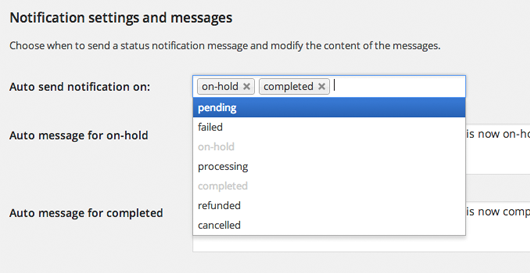 Notification settings and messages
Choose when to send a status notification message and modify the content of the messages.
Auto send notification on:
on-hold × completed ×
pending
failed
on-hold
processing
completed
refunded
cancelled
Auto message for on-hold
is now on-ho
Auto message for completed
is now comp